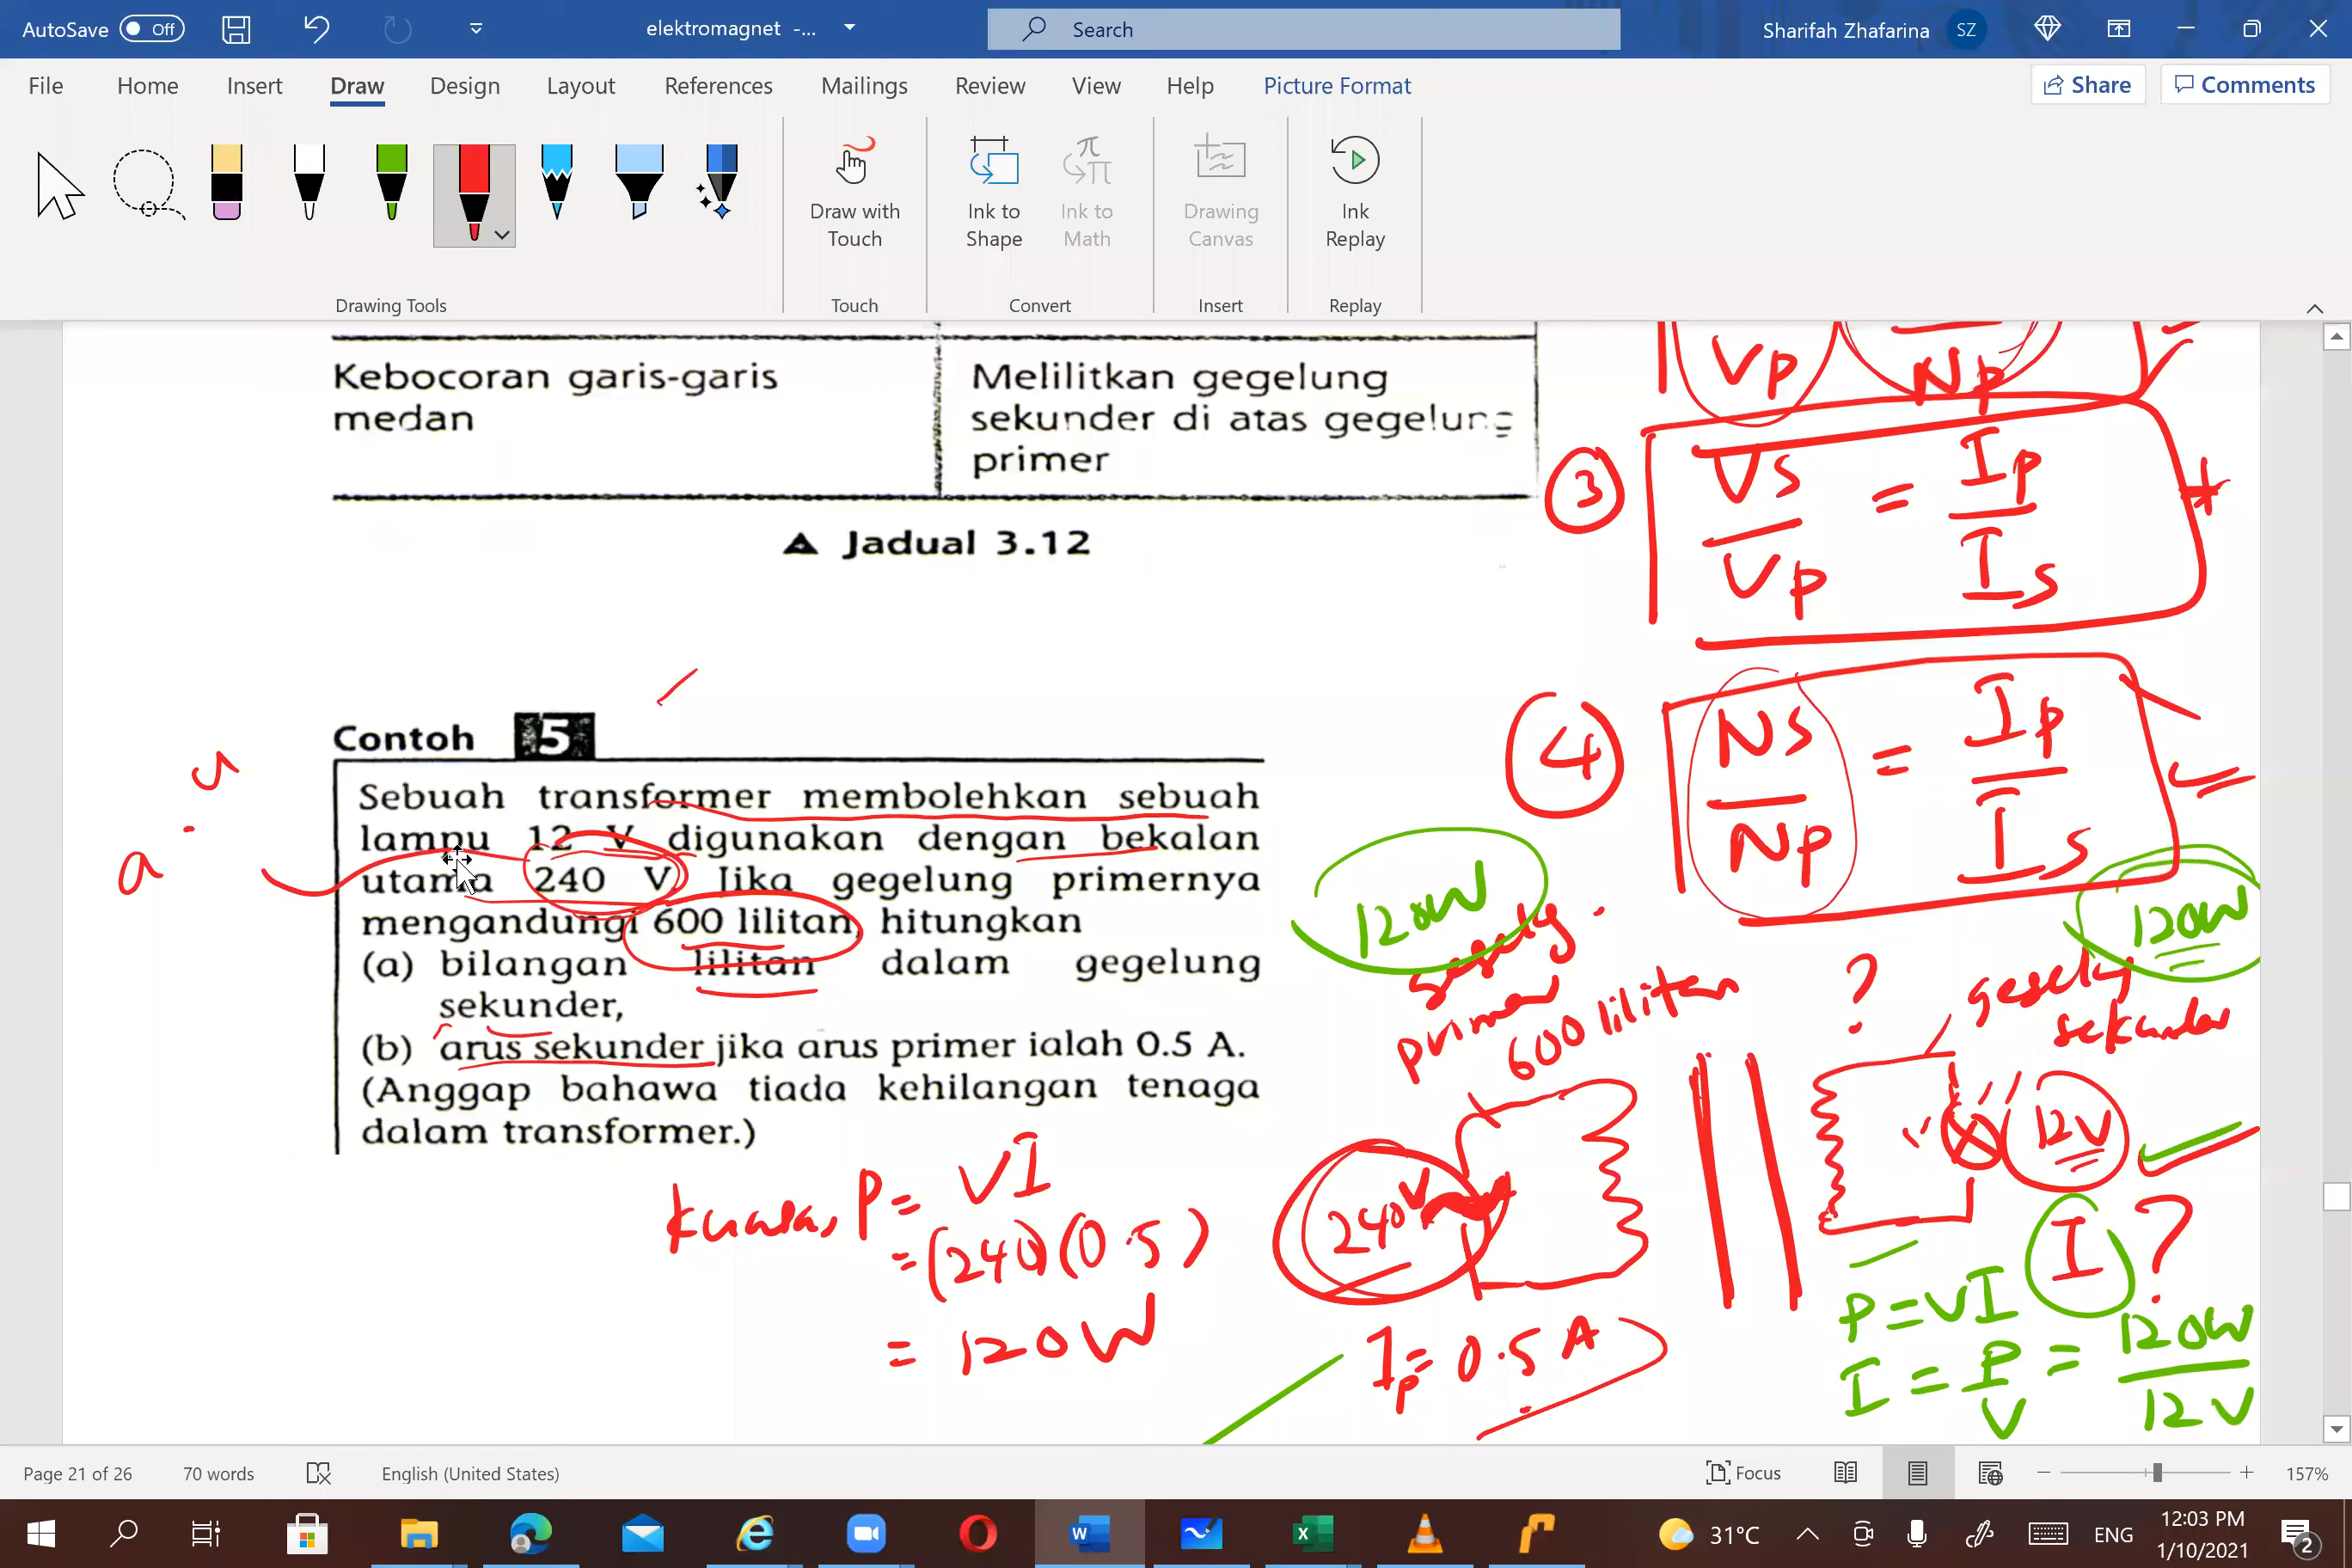 AutoSave Off elektromagnet -... Search Sharifah Zhafarina SZ
File Home Insert Draw Design Layout References Mailings Review View Help Picture Format Share Comments
Draw with Touch
Ink to Shape
Ink to Math
Drawing Canvas
Ink Replay
Drawing Tools Touch Convert Insert Replay
Kebocoran garis-garis
medan
Melilitkan gegelung
sekunder di atas gegelung
primer
▲ Jadual 3.12
Vp Np
3 Vs/Vp = Ip/Is *
4 Ns/Np = Ip/Is
Contoh 5
a.
Sebuah transformer membolehkan sebuah
lampu 12 V digunakan dengan bekalan
utama 240 V Jika gegelung primernya
mengandungi 600 lilitan, hitungkan
(a) bilangan lilitan dalam gegelung
sekunder,
(b) arus sekunder jika arus primer ialah 0.5 A.
(Anggap bahawa tiada kehilangan tenaga
dalam transformer.)
120W
120W
primer
600 lilitan
?
sekunder
240V
12V
I ?
Kuasa, P = VI
= (240)(0.5)
= 120W
Ip = 0.5 A
P = VI
I = P/V = 120W/12V
Page 21 of 26 70 words English (United States) Focus 157%
31°C ENG 12:03 PM
1/10/2021 2